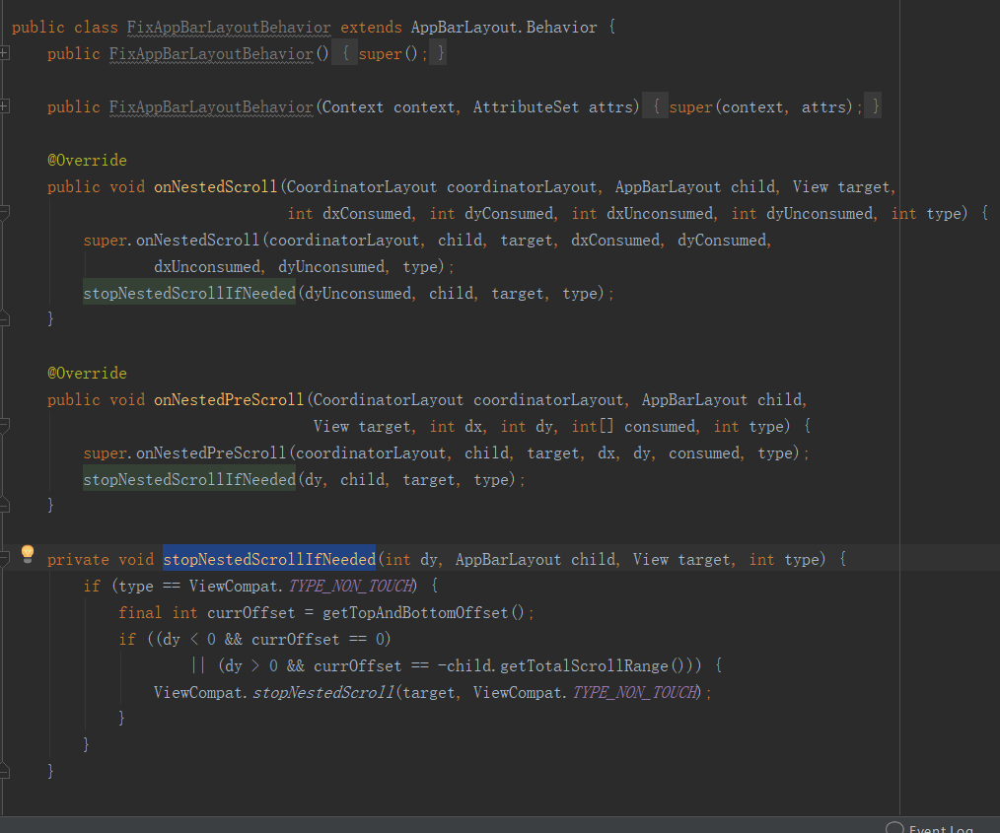 public class FixAppBarLayoutBehavior extends AppBarLayout.Behavior {
    public FixAppBarLayoutBehavior() { super(); }

    public FixAppBarLayoutBehavior(Context context, AttributeSet attrs) { super(context, attrs); }

    @Override
    public void onNestedScroll(CoordinatorLayout coordinatorLayout, AppBarLayout child, View target,
                               int dxConsumed, int dyConsumed, int dxUnconsumed, int dyUnconsumed, int type) {
        super.onNestedScroll(coordinatorLayout, child, target, dxConsumed, dyConsumed,
                dxUnconsumed, dyUnconsumed, type);
        stopNestedScrollIfNeeded(dyUnconsumed, child, target, type);
    }

    @Override
    public void onNestedPreScroll(CoordinatorLayout coordinatorLayout, AppBarLayout child,
                                  View target, int dx, int dy, int[] consumed, int type) {
        super.onNestedPreScroll(coordinatorLayout, child, target, dx, dy, consumed, type);
        stopNestedScrollIfNeeded(dy, child, target, type);
    }

    private void stopNestedScrollIfNeeded(int dy, AppBarLayout child, View target, int type) {
        if (type == ViewCompat.TYPE_NON_TOUCH) {
            final int currOffset = getTopAndBottomOffset();
            if ((dy < 0 && currOffset == 0)
                    || (dy > 0 && currOffset == -child.getTotalScrollRange())) {
                ViewCompat.stopNestedScroll(target, ViewCompat.TYPE_NON_TOUCH);
            }
        }
    }
Event Log